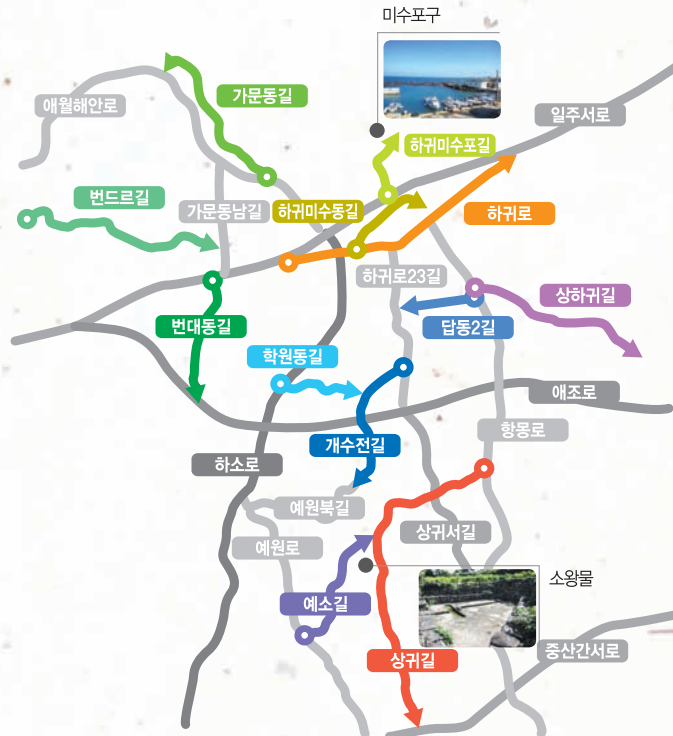 미수포구
가문동길
애월해안로
일주서로
하귀미수포길
번드르길
가문동남길
하귀미수동길
하귀로
하귀로23길
상하귀길
번대동길
답동2길
학원동길
애조로
항몽로
개수전길
하소로
예원북길
상귀서길
예원로
소왕물
예소길
상귀길
중산간서로